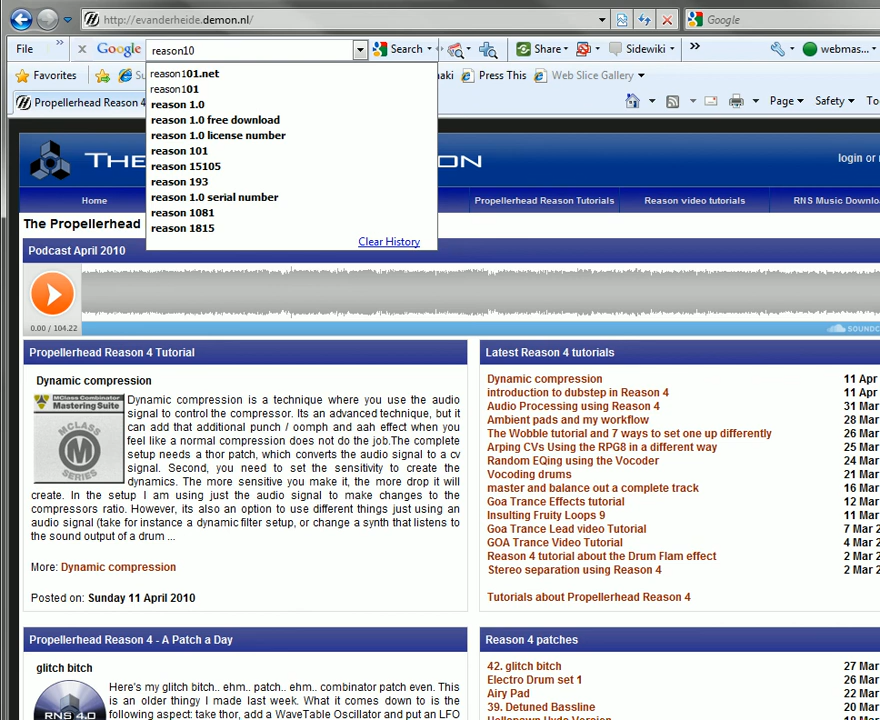 http://evanderheide.demon.nl/
Google
File
»
x
Google
reason10
Search
Share
Sidewiki
»
webmas...
Favorites
Su
naki
Press This
Web Slice Gallery
Propellerhead Reason 4
Page
Safety
To
reason101.net
reason101
reason 1.0
reason 1.0 free download
reason 1.0 license number
reason 101
reason 15105
reason 193
reason 1.0 serial number
reason 1081
reason 1815
Clear History
THE
ON
login or
Home
Propellerhead Reason Tutorials
Reason video tutorials
RNS Music Downlo
The Propellerhead
Podcast April 2010
0.00 / 104.22
SOUNDC
Propellerhead Reason 4 Tutorial
Dynamic compression
MClass Combinator
Mastering Suite
MCLASS
SERIES
Dynamic compression is a technique where you use the audio
signal to control the compressor. Its an advanced technique, but it
can add that additional punch / oomph and aah effect when you
feel like a normal compression does not do the job.The complete
setup needs a thor patch, which converts the audio signal to a cv
signal. Second, you need to set the sensitivity to create the
dynamics. The more sensitive you make it, the more drop it will
create. In the setup I am using just the audio signal to make changes to the
compressors ratio. However, its also an option to use different things just using an
audio signal (take for instance a dynamic filter setup, or change a synth that listens to
the sound output of a drum ...
More: Dynamic compression
Posted on: Sunday 11 April 2010
Latest Reason 4 tutorials
Dynamic compression 11 Apr
introduction to dubstep in Reason 4 11 Apr
Audio Processing using Reason 4 31 Mar
Ambient pads and my workflow 28 Mar
The Wobble tutorial and 7 ways to set one up differently 26 Mar
Arping CVs Using the RPG8 in a different way 25 Mar
Random EQing using the Vocoder 24 Mar
Vocoding drums 21 Mar
master and balance out a complete track 16 Mar
Goa Trance Effects tutorial 12 Mar
Insulting Fruity Loops 9 11 Mar
Goa Trance Lead video Tutorial 7 Mar 2
GOA Trance Video Tutorial 4 Mar 2
Reason 4 tutorial about the Drum Flam effect 2 Mar 2
Stereo separation using Reason 4 2 Mar 2
Tutorials about Propellerhead Reason 4
Propellerhead Reason 4 - A Patch a Day
glitch bitch
RNS 4.0
Here's my glitch bitch.. ehm.. patch.. ehm.. combinator patch even. This
is an older thingy I made last week. What it comes down to is the
following aspect: take thor, add a WaveTable Oscillator and put an LFO
Reason 4 patches
42. glitch bitch 27 Mar
Electro Drum set 1 23 Mar
Airy Pad 22 Mar
39. Detuned Bassline 20 Mar